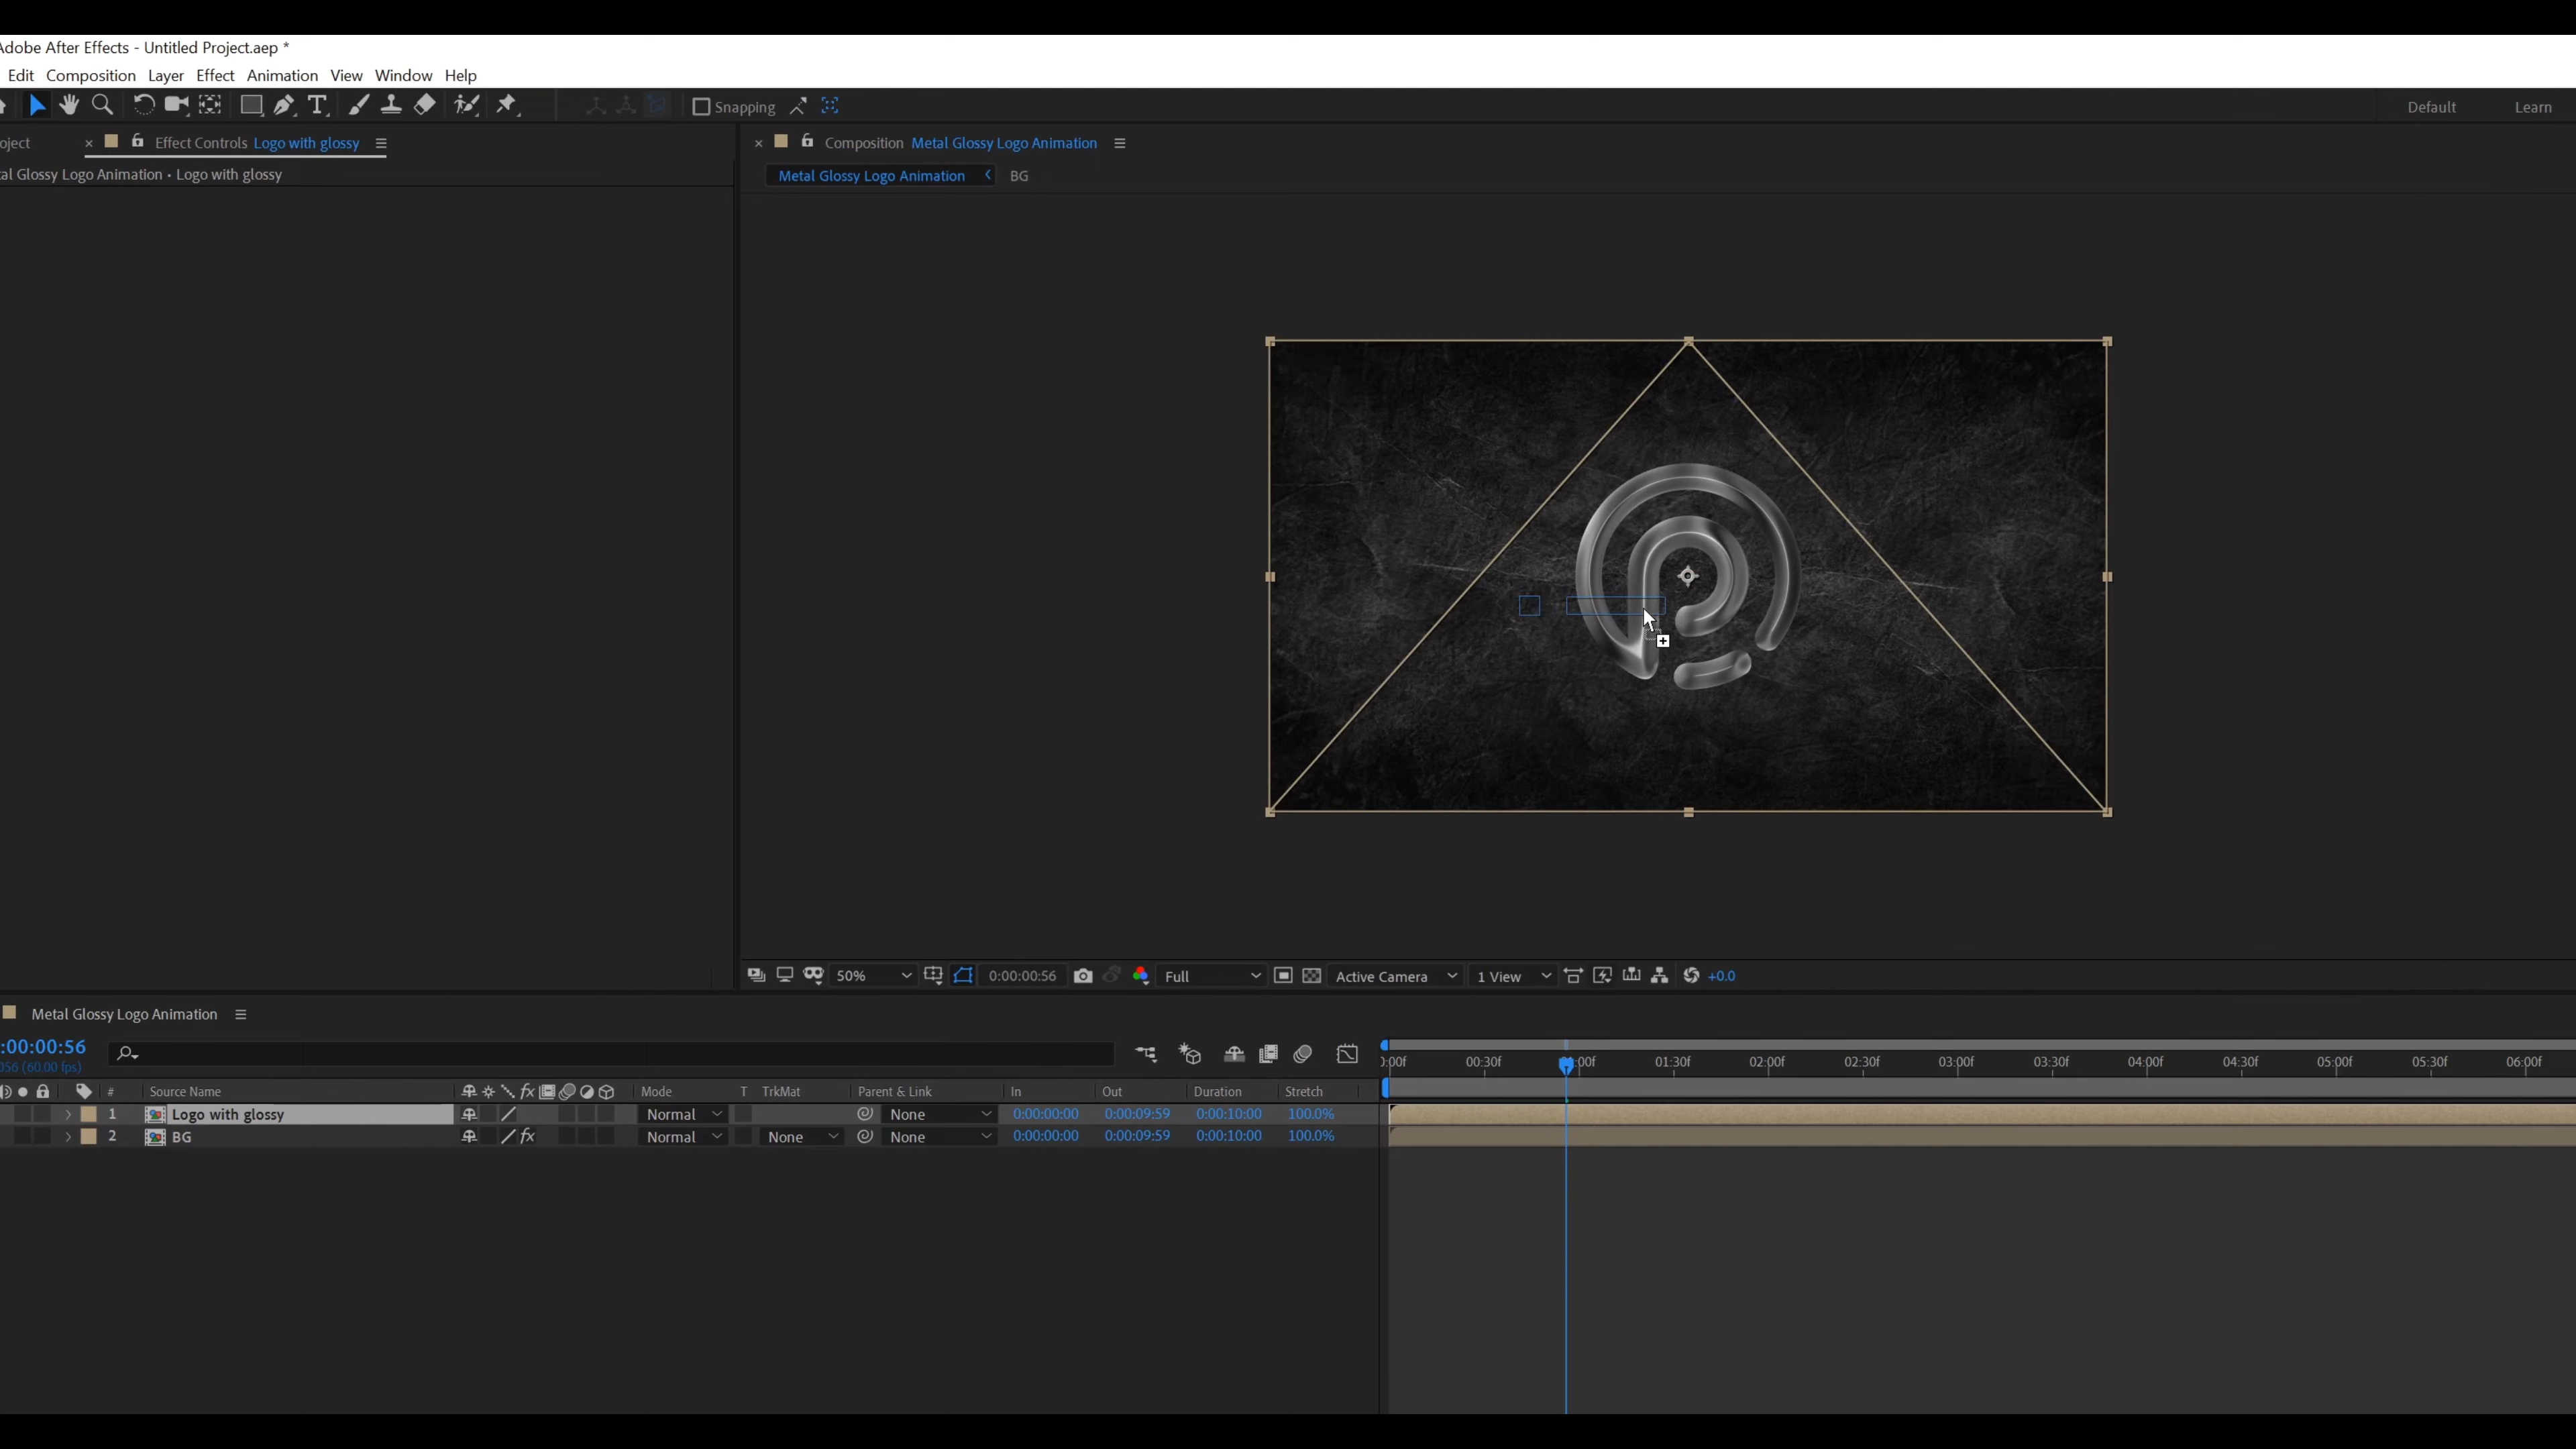 Adobe After Effects - Untitled Project.aep *
Edit Composition Layer Effect Animation View Window Help
Snapping Default Learn
oject Effect Controls Logo with glossy Composition Metal Glossy Logo Animation
al Glossy Logo Animation • Logo with glossy Metal Glossy Logo Animation BG
50% 0:00:00:56 Full Active Camera 1 View +0.0
Metal Glossy Logo Animation
:00:00:56
056 (60.00 fps)
0:00f 00:30f 01:00f 01:30f 02:00f 02:30f 03:00f 03:30f 04:00f 04:30f 05:00f 05:30f 06:00f
# Source Name fx Mode T TrkMat Parent & Link In Out Duration Stretch
1 Logo with glossy Normal None 0:00:00:00 0:00:09:59 0:00:10:00 100.0%
2 BG fx Normal None None 0:00:00:00 0:00:09:59 0:00:10:00 100.0%